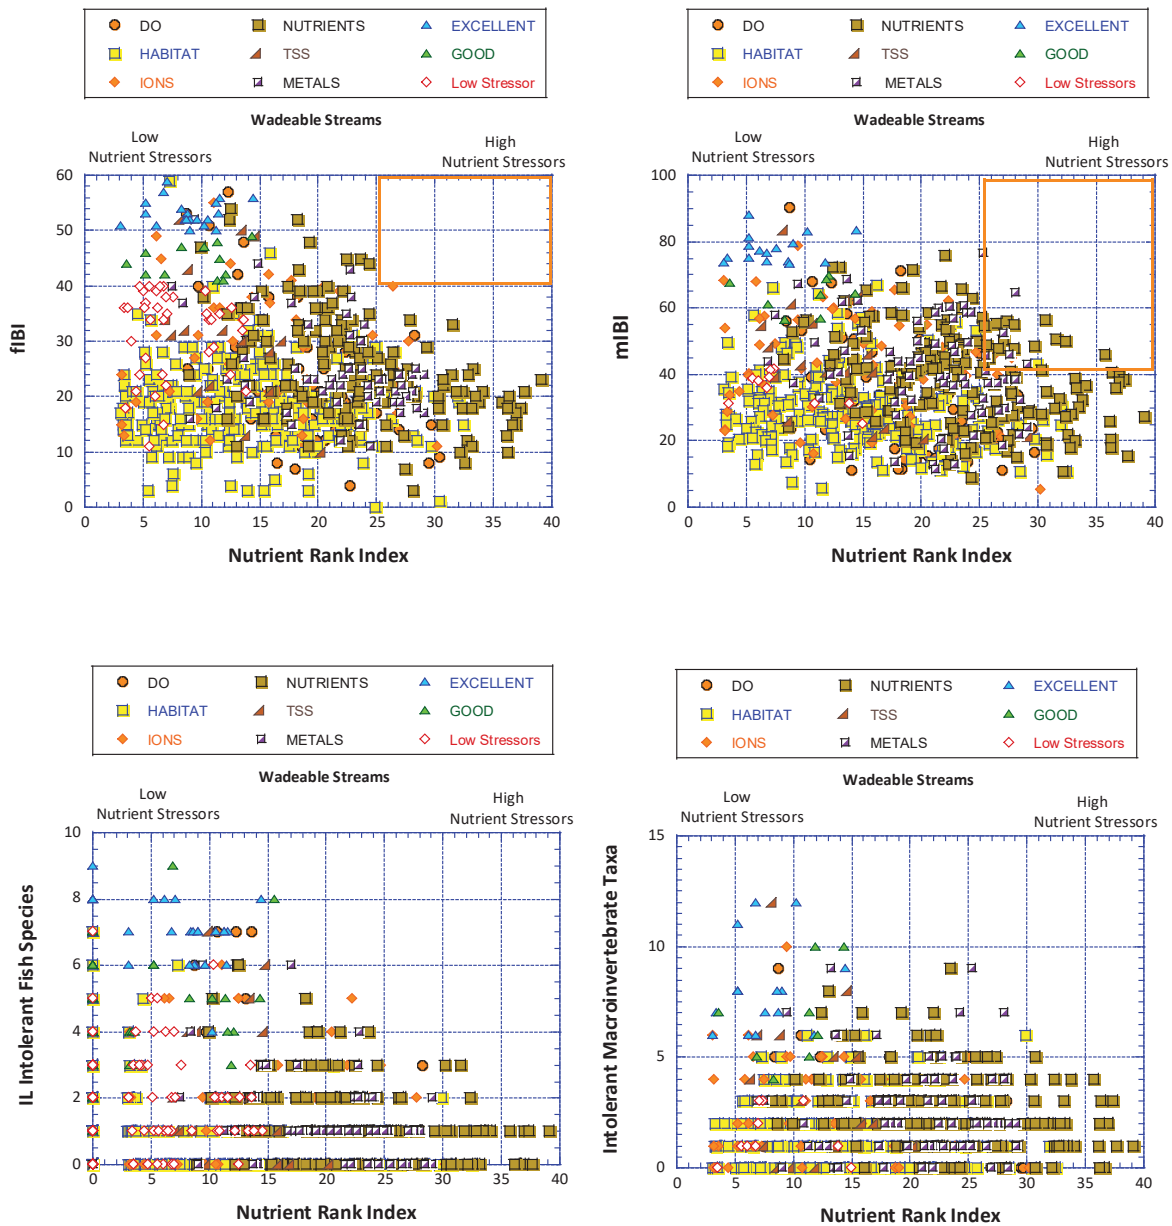 DO NUTRIENTS EXCELLENT
HABITAT TSS GOOD
IONS METALS Low Stressor
Wadeable Streams
Low
Nutrient Stressors
High
Nutrient Stressors
60
50
40
30
20
10
0
fIBI
0 5 10 15 20 25 30 35 40
Nutrient Rank Index
DO NUTRIENTS EXCELLENT
HABITAT TSS GOOD
IONS METALS Low Stressors
Wadeable Streams
Low
Nutrient Stressors
High
Nutrient Stressors
100
80
60
40
20
0
mIBI
0 5 10 15 20 25 30 35 40
Nutrient Rank Index
DO NUTRIENTS EXCELLENT
HABITAT TSS GOOD
IONS METALS Low Stressors
Wadeable Streams
Low
Nutrient Stressors
High
Nutrient Stressors
10
8
6
4
2
0
IL Intolerant Fish Species
0 5 10 15 20 25 30 35 40
Nutrient Rank Index
DO NUTRIENTS EXCELLENT
HABITAT TSS GOOD
IONS METALS Low Stressors
Wadeable Streams
Low
Nutrient Stressors
High
Nutrient Stressors
15
10
5
0
Intolerant Macroinvertebrate Taxa
0 5 10 15 20 25 30 35 40
Nutrient Rank Index